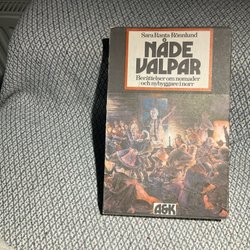 Sara Ranta Rönnlund
NÅDE
VALPAR
Berättelser om nomader
och nybyggare i norr
A&K